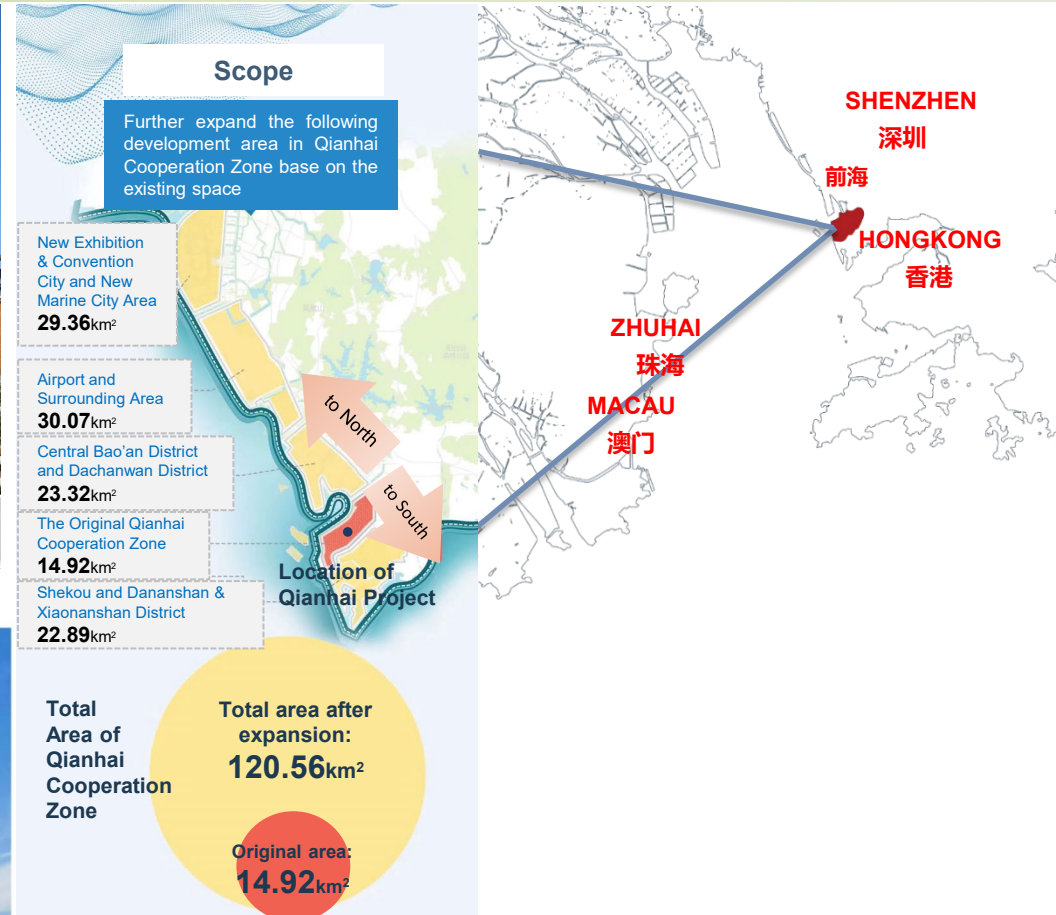 Scope
Further expand the following
development area in Qianhai
Cooperation Zone base on the
existing space
New Exhibition
& Convention
City and New
Marine City Area
29.36km²
Airport and
Surrounding Area
30.07km²
Central Bao'an District
and Dachanwan District
23.32km²
The Original Qianhai
Cooperation Zone
14.92km²
Shekou and Dananshan &
Xiaonanshan District
22.89km²
to North
to South
Location of
Qianhai Project
Total
Area of
Qianhai
Cooperation
Zone
Total area after
expansion:
120.56km²
Original area:
14.92km²
SHENZHEN
深圳
前海
HONGKONG
香港
ZHUHAI
珠海
MACAU
澳门